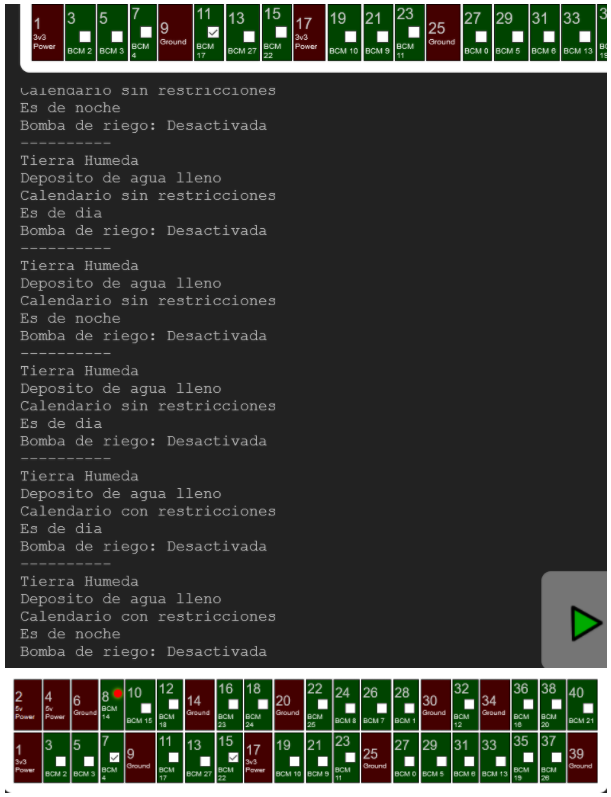 1 3 5 7 9 11 13 15 17 19 21 23 25 27 29 31 33
3v3 Power BCM 2 BCM 3 BCM 4 Ground BCM 17 BCM 27 BCM 22 3v3 Power BCM 10 BCM 9 BCM 11 Ground BCM 0 BCM 5 BCM 6 BCM 13
Calendario sin restricciones
Es de noche
Bomba de riego: Desactivada
----------
Tierra Humeda
Deposito de agua lleno
Calendario sin restricciones
Es de dia
Bomba de riego: Desactivada
----------
Tierra Humeda
Deposito de agua lleno
Calendario sin restricciones
Es de noche
Bomba de riego: Desactivada
----------
Tierra Humeda
Deposito de agua lleno
Calendario sin restricciones
Es de dia
Bomba de riego: Desactivada
----------
Tierra Humeda
Deposito de agua lleno
Calendario con restricciones
Es de dia
Bomba de riego: Desactivada
----------
Tierra Humeda
Deposito de agua lleno
Calendario con restricciones
Es de noche
Bomba de riego: Desactivada
2 4 6 8 10 12 14 16 18 20 22 24 26 28 30 32 34 36 38 40
5v Power 5v Power Ground BCM 14 BCM 15 BCM 18 Ground BCM 23 BCM 24 Ground BCM 25 BCM 8 BCM 7 BCM 1 Ground BCM 12 Ground BCM 16 BCM 20 BCM 21
1 3 5 7 9 11 13 15 17 19 21 23 25 27 29 31 33 35 37 39
3v3 Power BCM 2 BCM 3 BCM 4 Ground BCM 17 BCM 27 BCM 22 3v3 Power BCM 10 BCM 9 BCM 11 Ground BCM 0 BCM 5 BCM 6 BCM 13 BCM 19 BCM 26 Ground